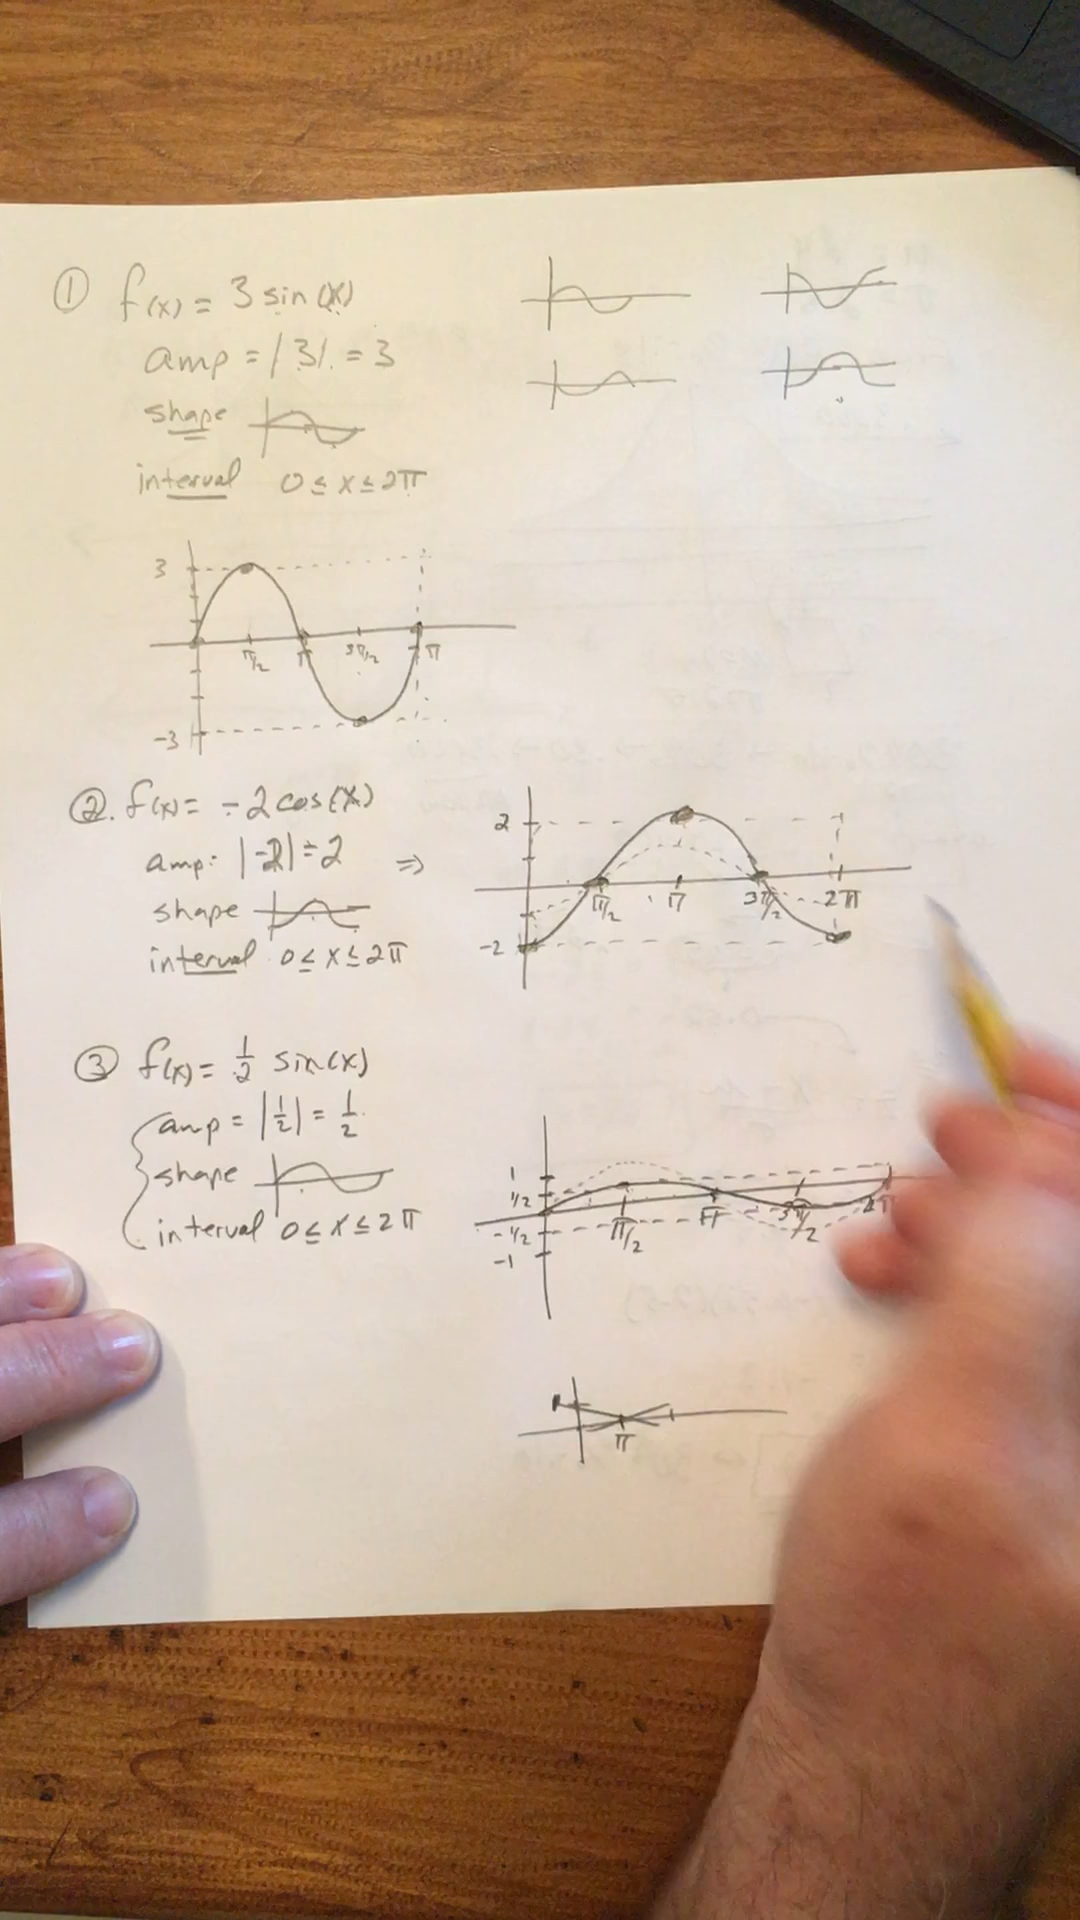 ① f(x) = 3 sin(x)
amp = |3| = 3
shape
interval 0 ≤ x ≤ 2π
3
π/2 π 3π/2 π
-3
②. f(x) = -2 cos(x)
amp: |-2| = 2 ⇒
shape
interval 0 ≤ x ≤ 2π
2
π/2 π 3π/2 2π
-2
③ f(x) = 1/2 sin(x)
amp = |1/2| = 1/2
shape
interval 0 ≤ x ≤ 2π
1
1/2
-1/2 π/2 π 3π/2 2π
-1
π